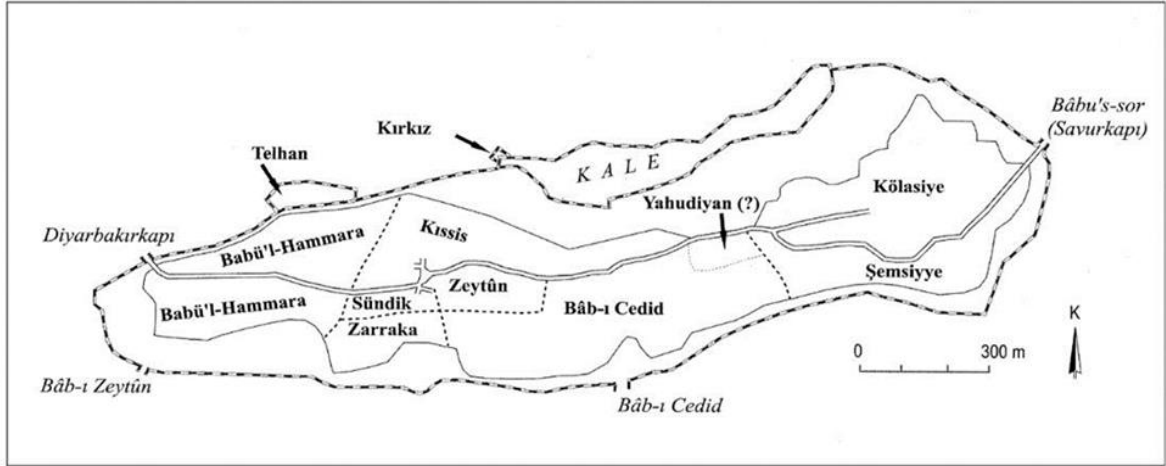 Bâbu's-sor
(Savurkapı)
Kırkız
Telhan
KALE
Kölasiye
Yahudiyan (?)
Diyarbakırkapı
Babü'l-Hammara
Kıssis
Şemsiyye
Babü'l-Hammara
Sündik
Zeytûn
Bâb-ı Cedid
Zarraka
K
0 300 m
Bâb-ı Zeytûn
Bâb-ı Cedid